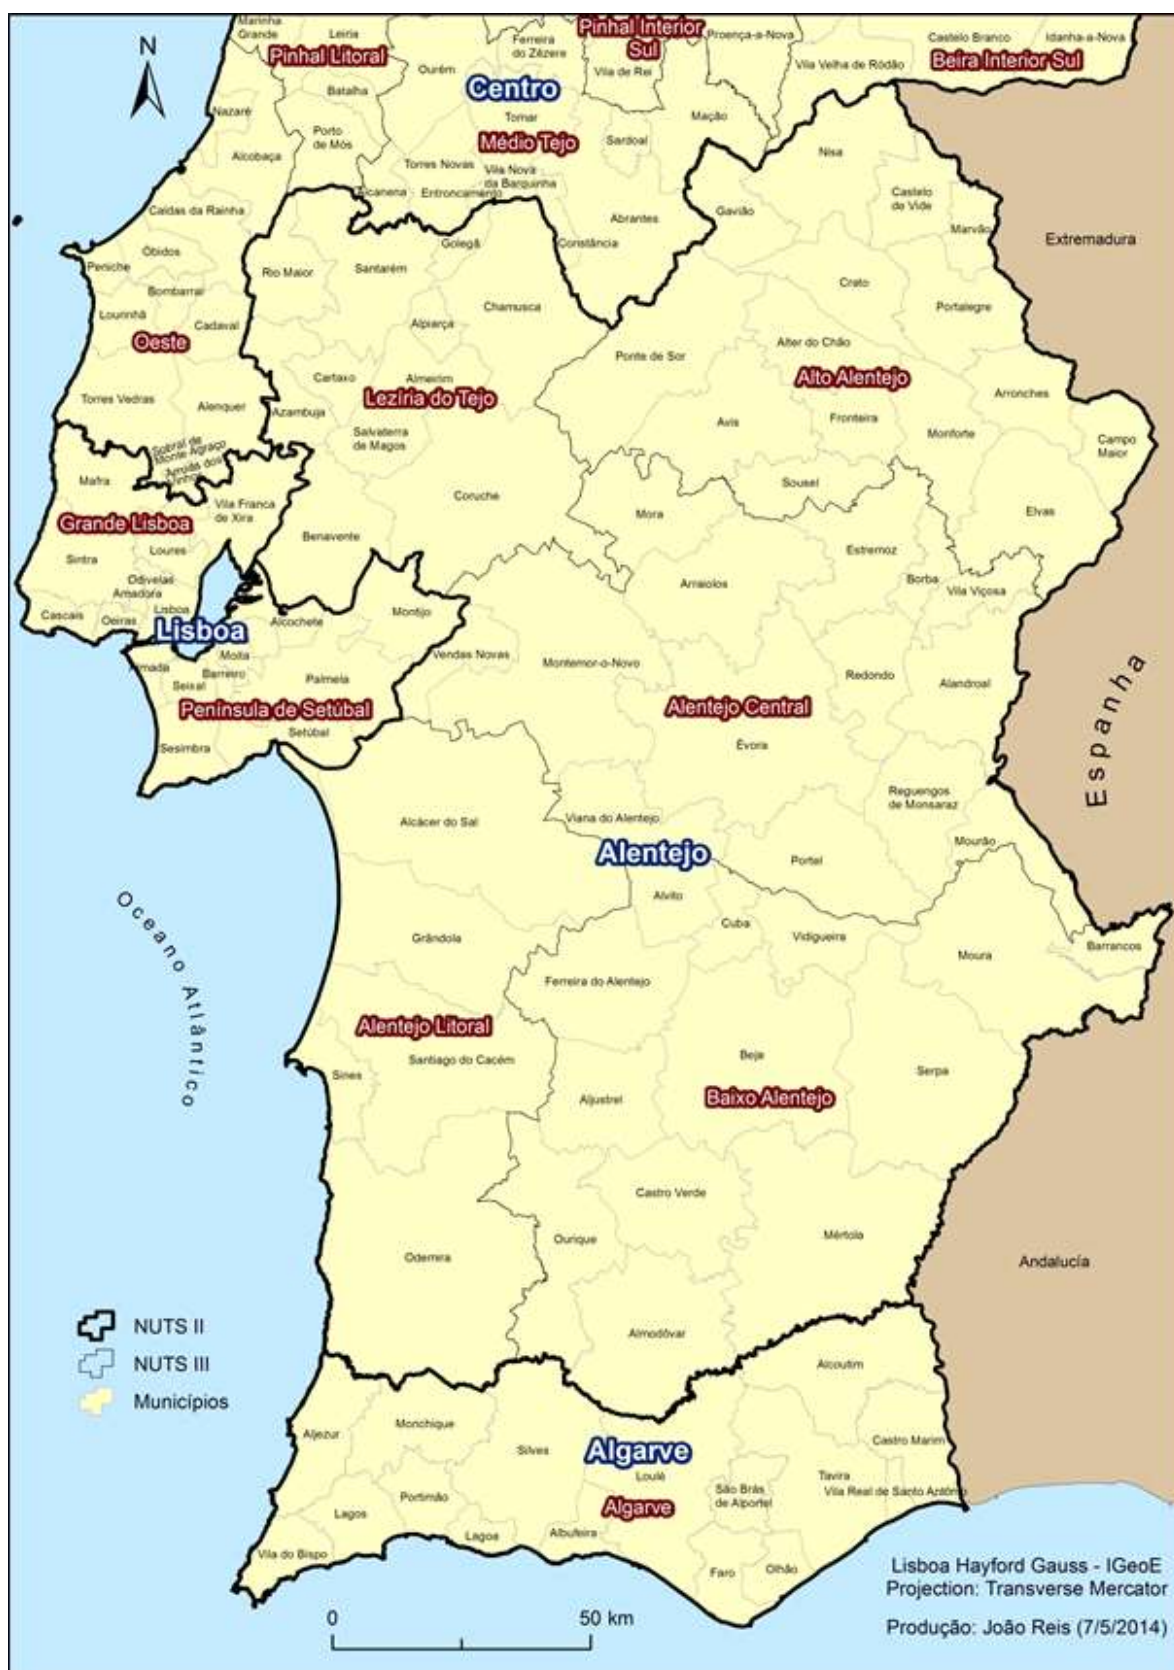 Marinha
Grande
Leiria
Pinhal Litoral
Ourém
Batalha
Ferreira
do Zêzere
Centro
Pinhal Interior
Sul
Vila de Rei
Proença-a-Nova
Castelo Branco
Idanha-a-Nova
Vila Velha de Ródão
Beira Interior Sul
N
Nazaré
Alcobaça
Porto
de Mós
Tomar
Médio Tejo
Sardoal
Mação
Torres Novas
Vila Nova
da Barquinha
Alcanena
Entroncamento
Abrantes
Constância
Nisa
Gavião
Castelo
de Vide
Marvão
Extremadura
Caldas da Rainha
Óbidos
Peniche
Bombarral
Lourinhã
Cadaval
Oeste
Torres Vedras
Alenquer
Sobral de
Monte Agraço
Arruda dos
Vinhos
Rio Maior
Santarém
Golegã
Chamusca
Alpiarça
Cartaxo
Almeirim
Lezíria do Tejo
Azambuja
Salvaterra
de Magos
Coruche
Benavente
Crato
Portalegre
Ponte de Sor
Alter do Chão
Alto Alentejo
Arronches
Avis
Fronteira
Monforte
Campo
Maior
Sousel
Elvas
Mafra
Vila Franca
de Xira
Grande Lisboa
Sintra
Loures
Odivelas
Amadora
Cascais
Oeiras
Lisboa
Lisboa
Alcochete
Montijo
Moita
Almada
Barreiro
Seixal
Palmela
Península de Setúbal
Setúbal
Sesimbra
Mora
Estremoz
Arraiolos
Borba
Vila Viçosa
Vendas Novas
Montemor-o-Novo
Redondo
Alandroal
Alentejo Central
Évora
Reguengos
de Monsaraz
Viana do Alentejo
Mourão
Portel
Espanha
Alentejo
Alcácer do Sal
Alvito
Cuba
Vidigueira
Barrancos
Moura
Oceano Atlântico
Grândola
Ferreira do Alentejo
Alentejo Litoral
Santiago do Cacém
Sines
Beja
Serpa
Aljustrel
Baixo Alentejo
Castro Verde
Ourique
Mértola
Odemira
Almodôvar
Andalucía
NUTS II
NUTS III
Municípios
Alcoutim
Aljezur
Monchique
Silves
Algarve
Loulé
Castro Marim
Tavira
Vila Real de Santo António
São Brás
de Alportel
Algarve
Portimão
Lagos
Lagos
Albufeira
Vila do Bispo
Faro
Olhão
0 50 km
Lisboa Hayford Gauss - IGeoE
Projection: Transverse Mercator
Produção: João Reis (7/5/2014)